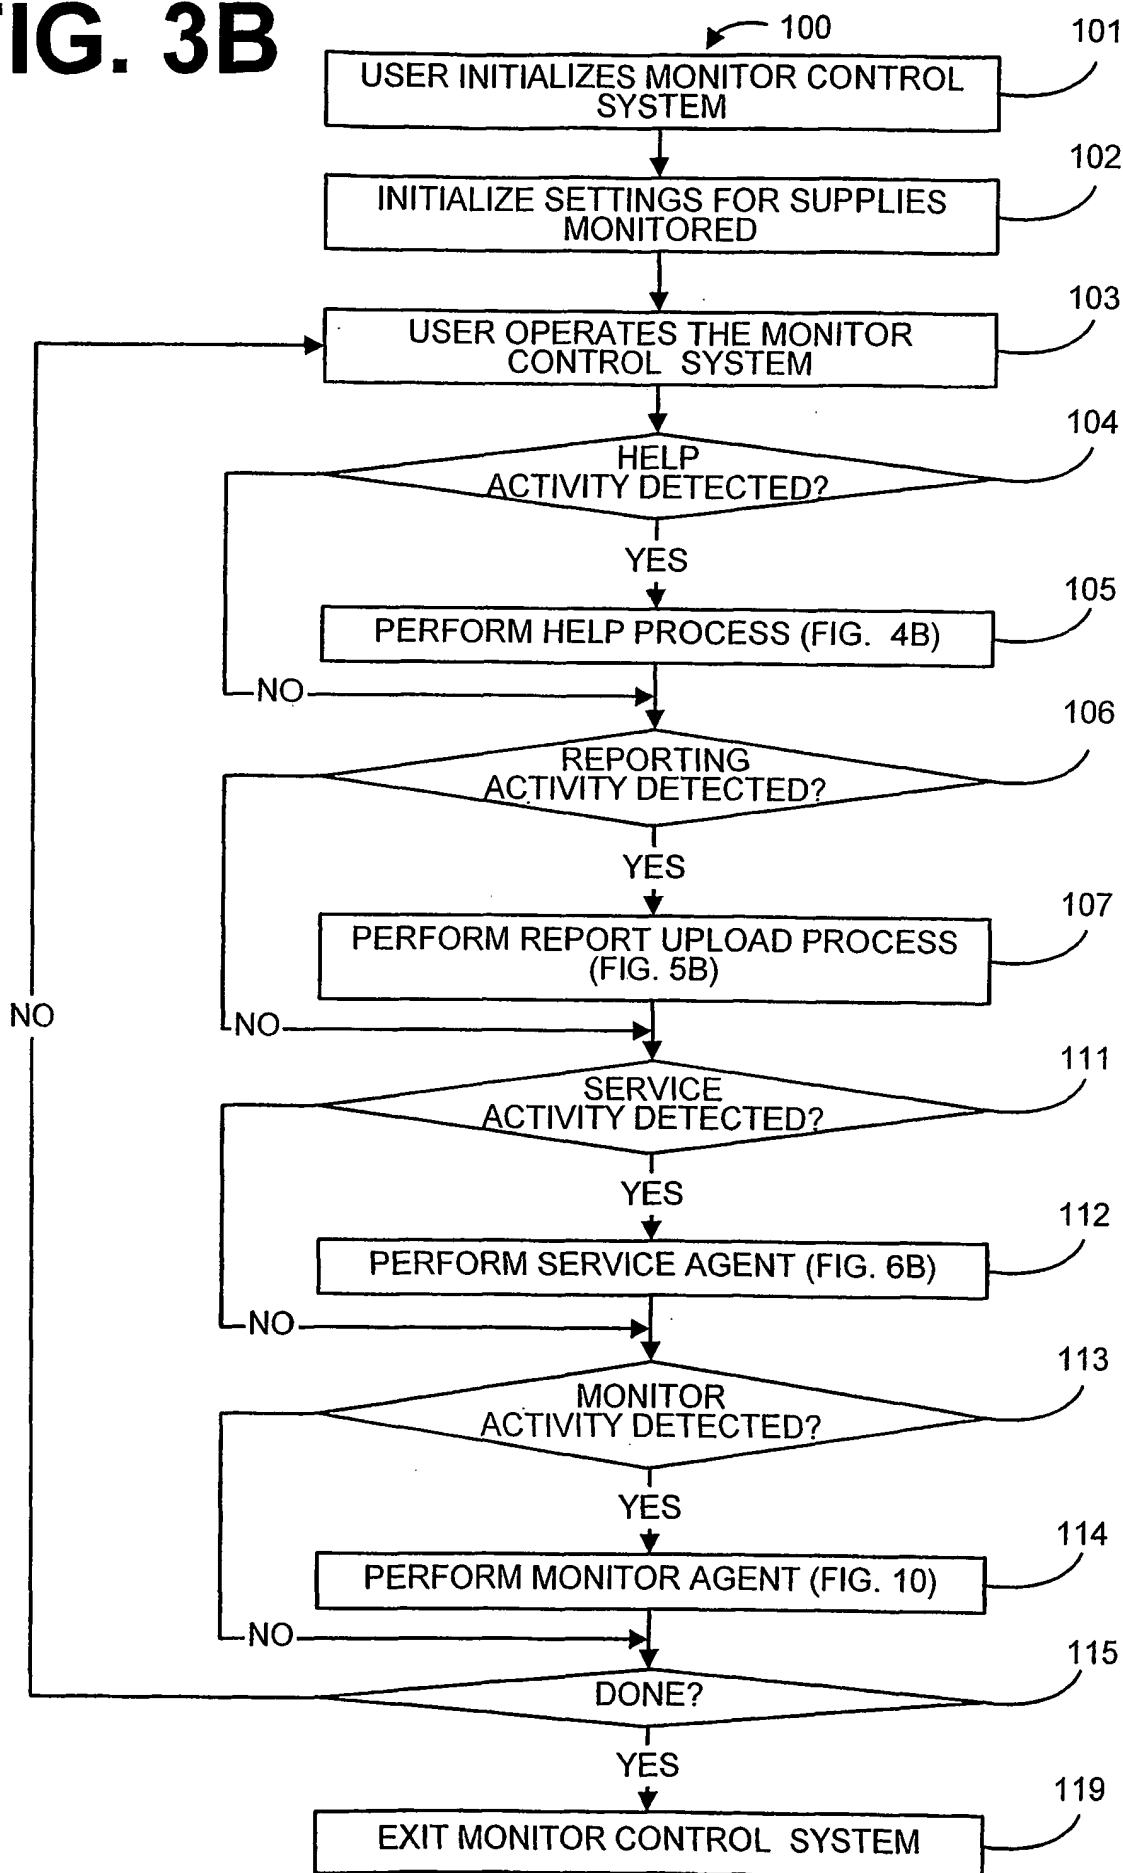 FIG. 3B
100
101
USER INITIALIZES MONITOR CONTROL
SYSTEM
102
INITIALIZE SETTINGS FOR SUPPLIES
MONITORED
103
USER OPERATES THE MONITOR
CONTROL SYSTEM
104
HELP
ACTIVITY DETECTED?
YES
105
PERFORM HELP PROCESS (FIG. 4B)
NO
106
REPORTING
ACTIVITY DETECTED?
YES
107
PERFORM REPORT UPLOAD PROCESS
(FIG. 5B)
NO
NO
111
SERVICE
ACTIVITY DETECTED?
YES
112
PERFORM SERVICE AGENT (FIG. 6B)
NO
113
MONITOR
ACTIVITY DETECTED?
YES
114
PERFORM MONITOR AGENT (FIG. 10)
NO
115
DONE?
YES
119
EXIT MONITOR CONTROL SYSTEM